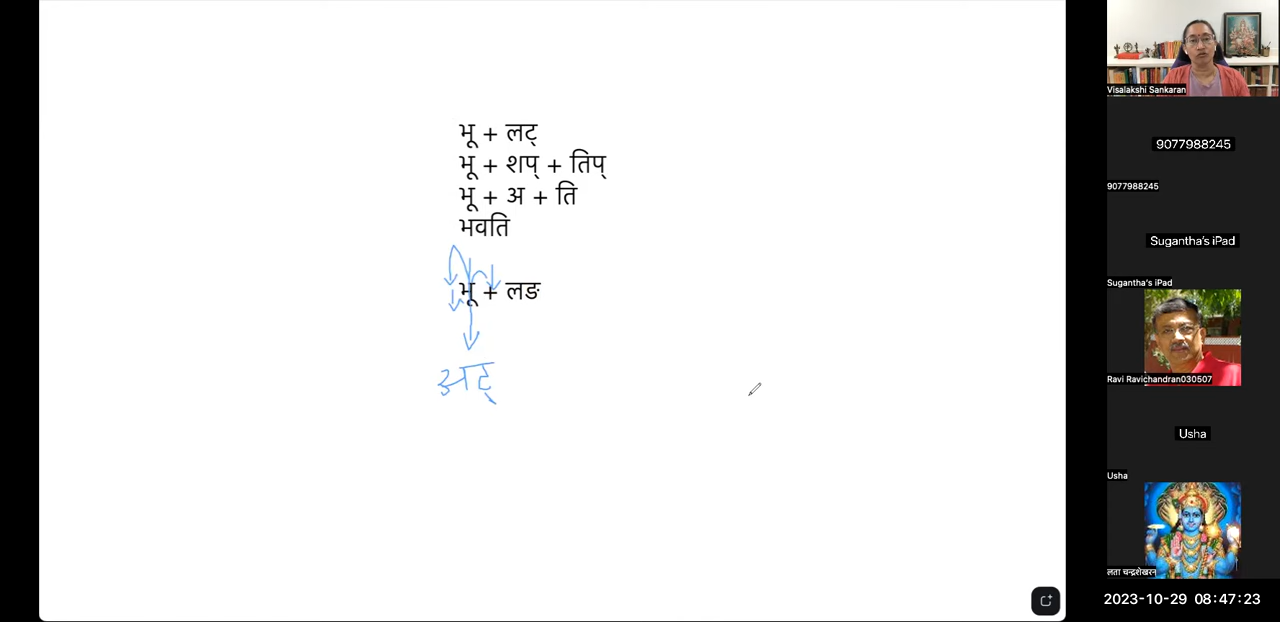 भू + लट्
भू + शप् + तिप्
भू + अ + ति
भवति
भू + लङ
अट्
Visalakshi Sankaran
9077988245
9077988245
Sugantha's iPad
Sugantha's iPad
Ravi Ravichandran030507
Usha
Usha
लता चन्द्रशेखरन
2023-10-29 08:47:23